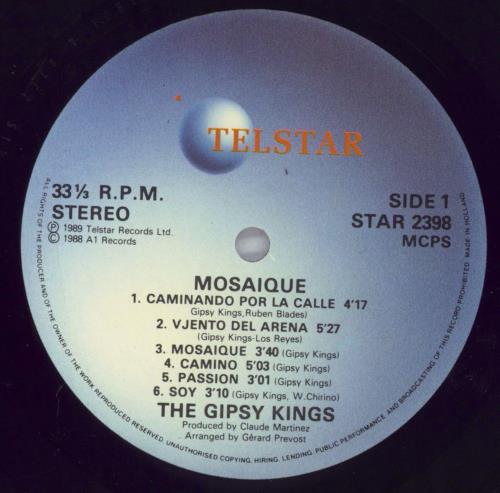 TELSTAR
33⅓ R.P.M.
STEREO
Ⓟ 1989 Telstar Records Ltd.
© 1988 A1 Records
SIDE 1
STAR 2398
MCPS
MOSAIQUE
1. CAMINANDO POR LA CALLE 4'17
(Gipsy Kings,Ruben Blades)
2. VJENTO DEL ARENA 5'27
(Gipsy Kings-Los Reyes)
3. MOSAIQUE 3'40 (Gipsy Kings)
4. CAMINO 5'03 (Gipsy Kings)
5. PASSION 3'01 (Gipsy Kings)
6. SOY 3'10 (Gipsy Kings, W.Chirino)
THE GIPSY KINGS
Produced by Claude Martinez
Arranged by Gérard Prevost
ALL RIGHTS OF THE PRODUCER AND OF THE OWNER OF THE WORK REPRODUCED RESERVED. UNAUTHORISED COPYING, HIRING, LENDING, PUBLIC PERFORMANCE AND BROADCASTING OF THIS RECORD PROHIBITED. MADE IN HOLLAND